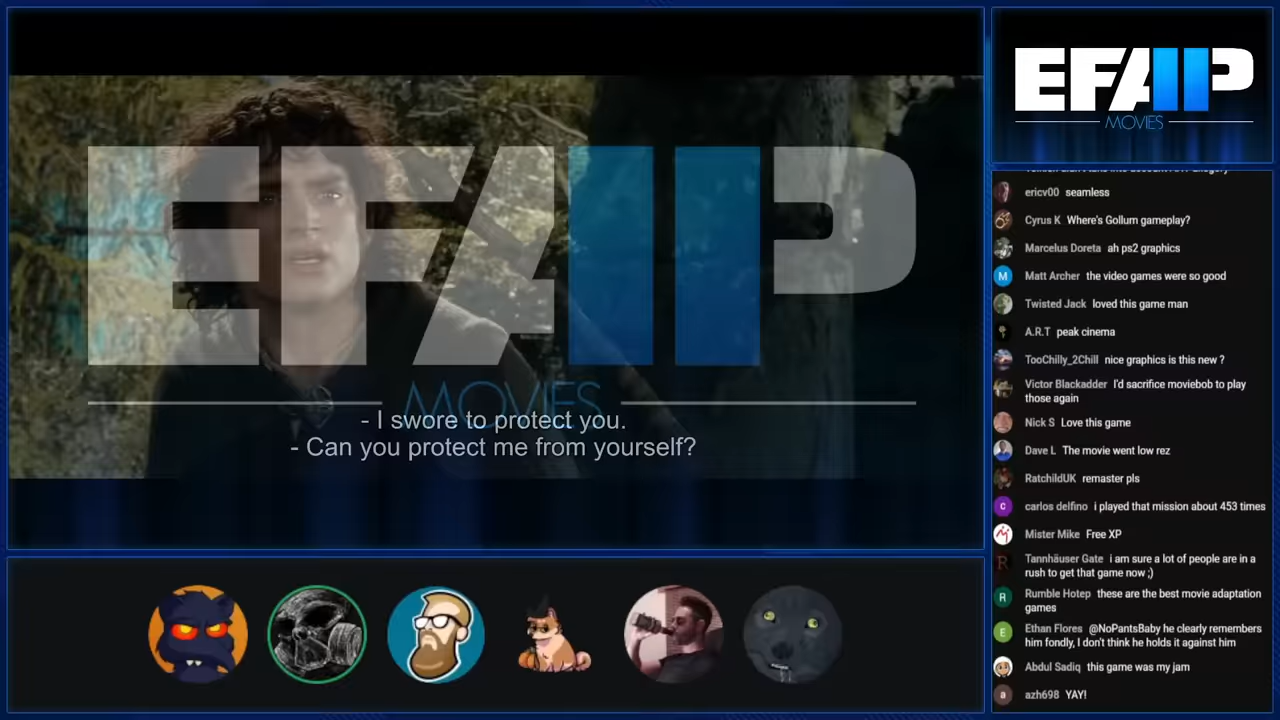 EFAP
MOVIES
- I swore to protect you.
- Can you protect me from yourself?
EFAP
MOVIES
ericv00 seamless
Cyrus K Where's Gollum gameplay?
Marcelus Doreta ah ps2 graphics
M
Matt Archer the video games were so good
Twisted Jack loved this game man
A.R.T peak cinema
TooChilly_2Chill nice graphics is this new ?
Victor Blackadder I'd sacrifice moviebob to play
those again
Nick S Love this game
Dave L The movie went low rez
RatchildUK remaster pls
c
carlos delfino i played that mission about 453 times
Mister Mike Free XP
R
Tannhäuser Gate i am sure a lot of people are in a
rush to get that game now ;)
R
Rumble Hotep these are the best movie adaptation
games
E
Ethan Flores @NoPantsBaby he clearly remembers
him fondly, I don't think he holds it against him
Abdul Sadiq this game was my jam
a
azh698 YAY!